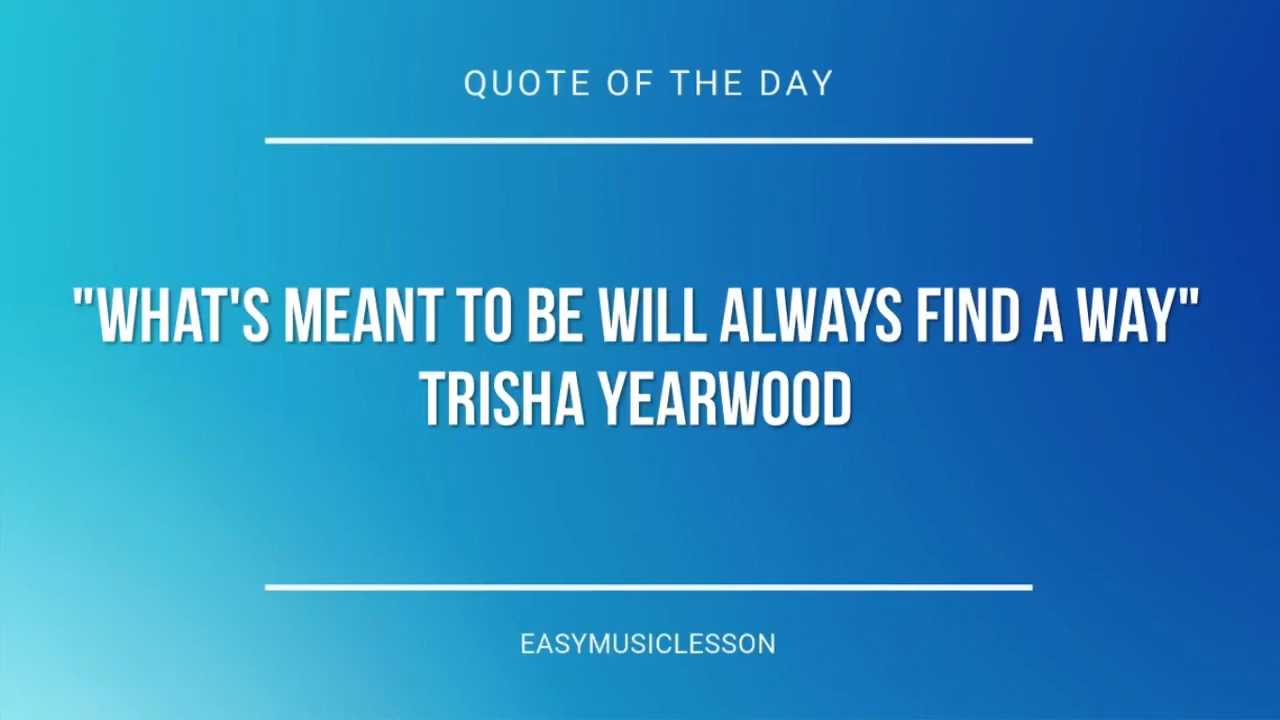 QUOTE OF THE DAY
"WHAT'S MEANT TO BE WILL ALWAYS FIND A WAY"
TRISHA YEARWOOD
EASYMUSICLESSON